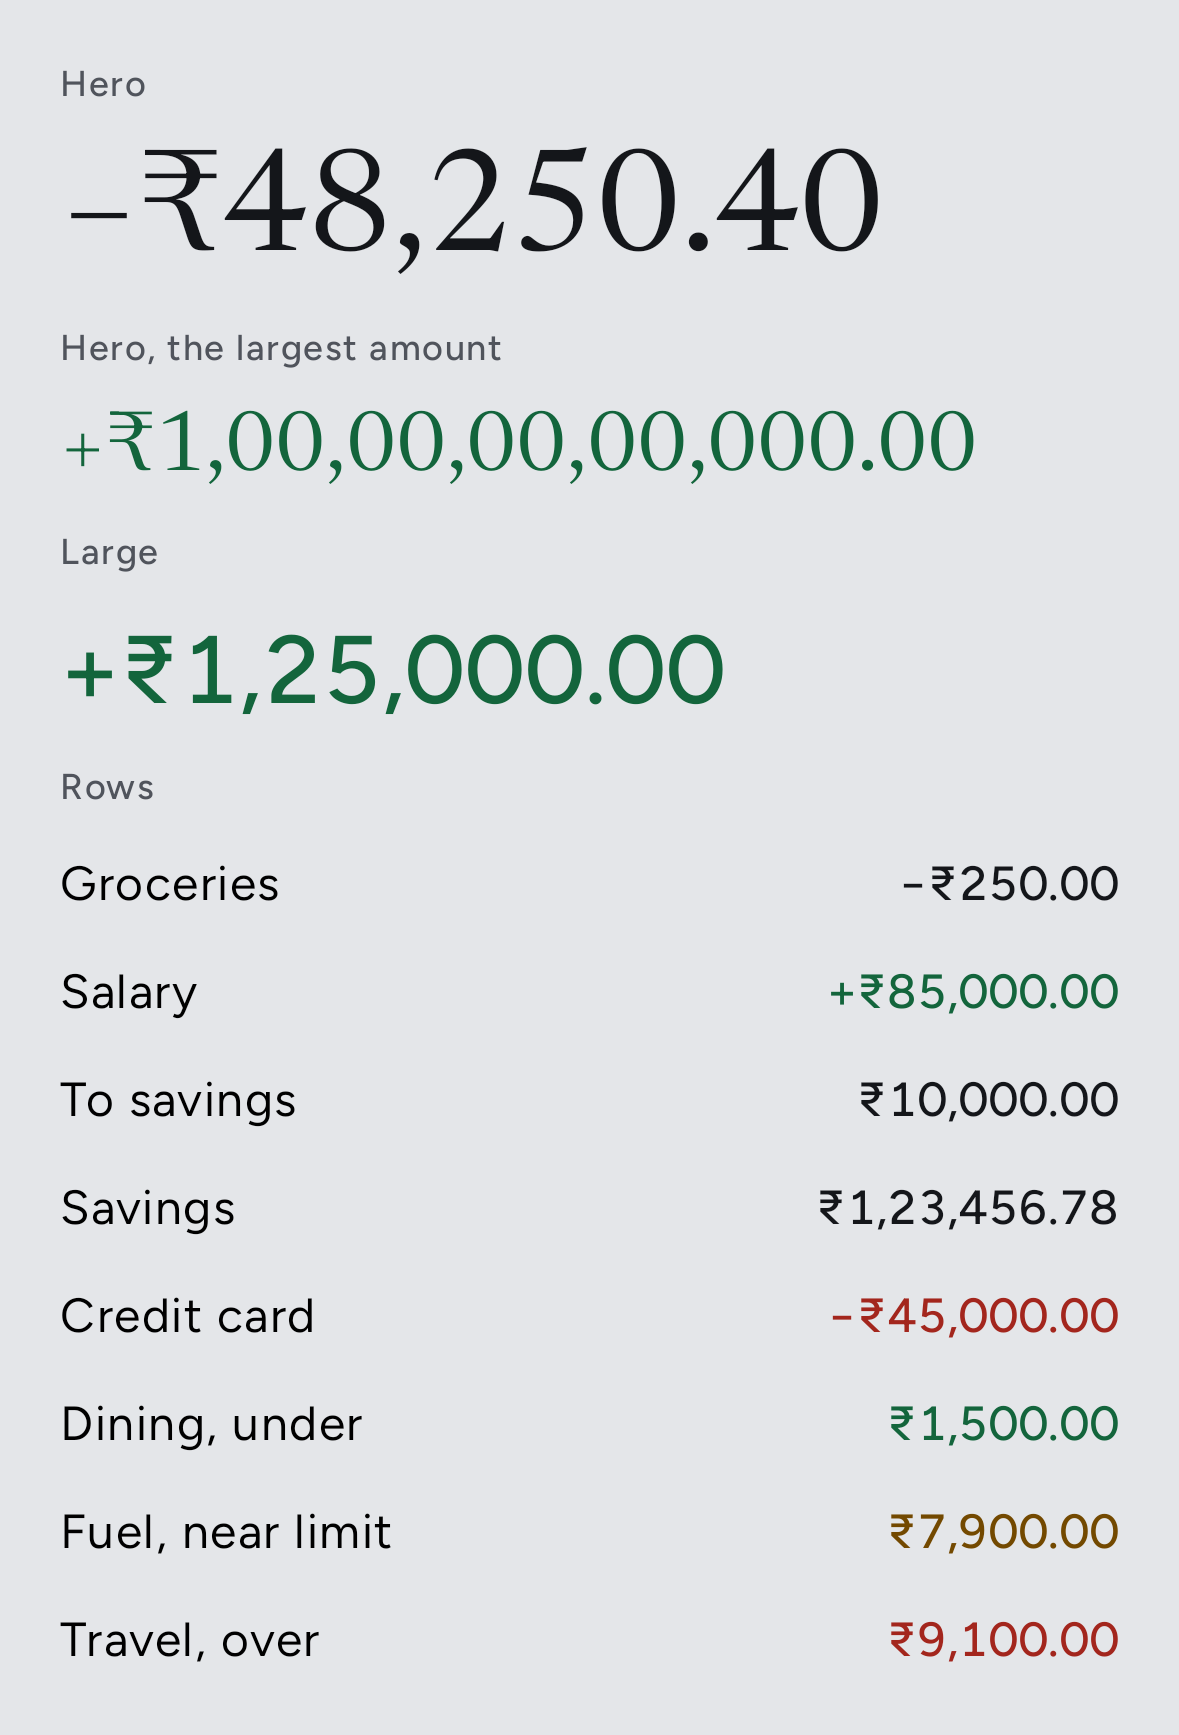 Hero
−₹48,250.40
Hero, the largest amount
+₹1,00,00,00,00,000.00
Large
+₹1,25,000.00
Rows
Groceries −₹250.00
Salary +₹85,000.00
To savings ₹10,000.00
Savings ₹1,23,456.78
Credit card −₹45,000.00
Dining, under ₹1,500.00
Fuel, near limit ₹7,900.00
Travel, over ₹9,100.00